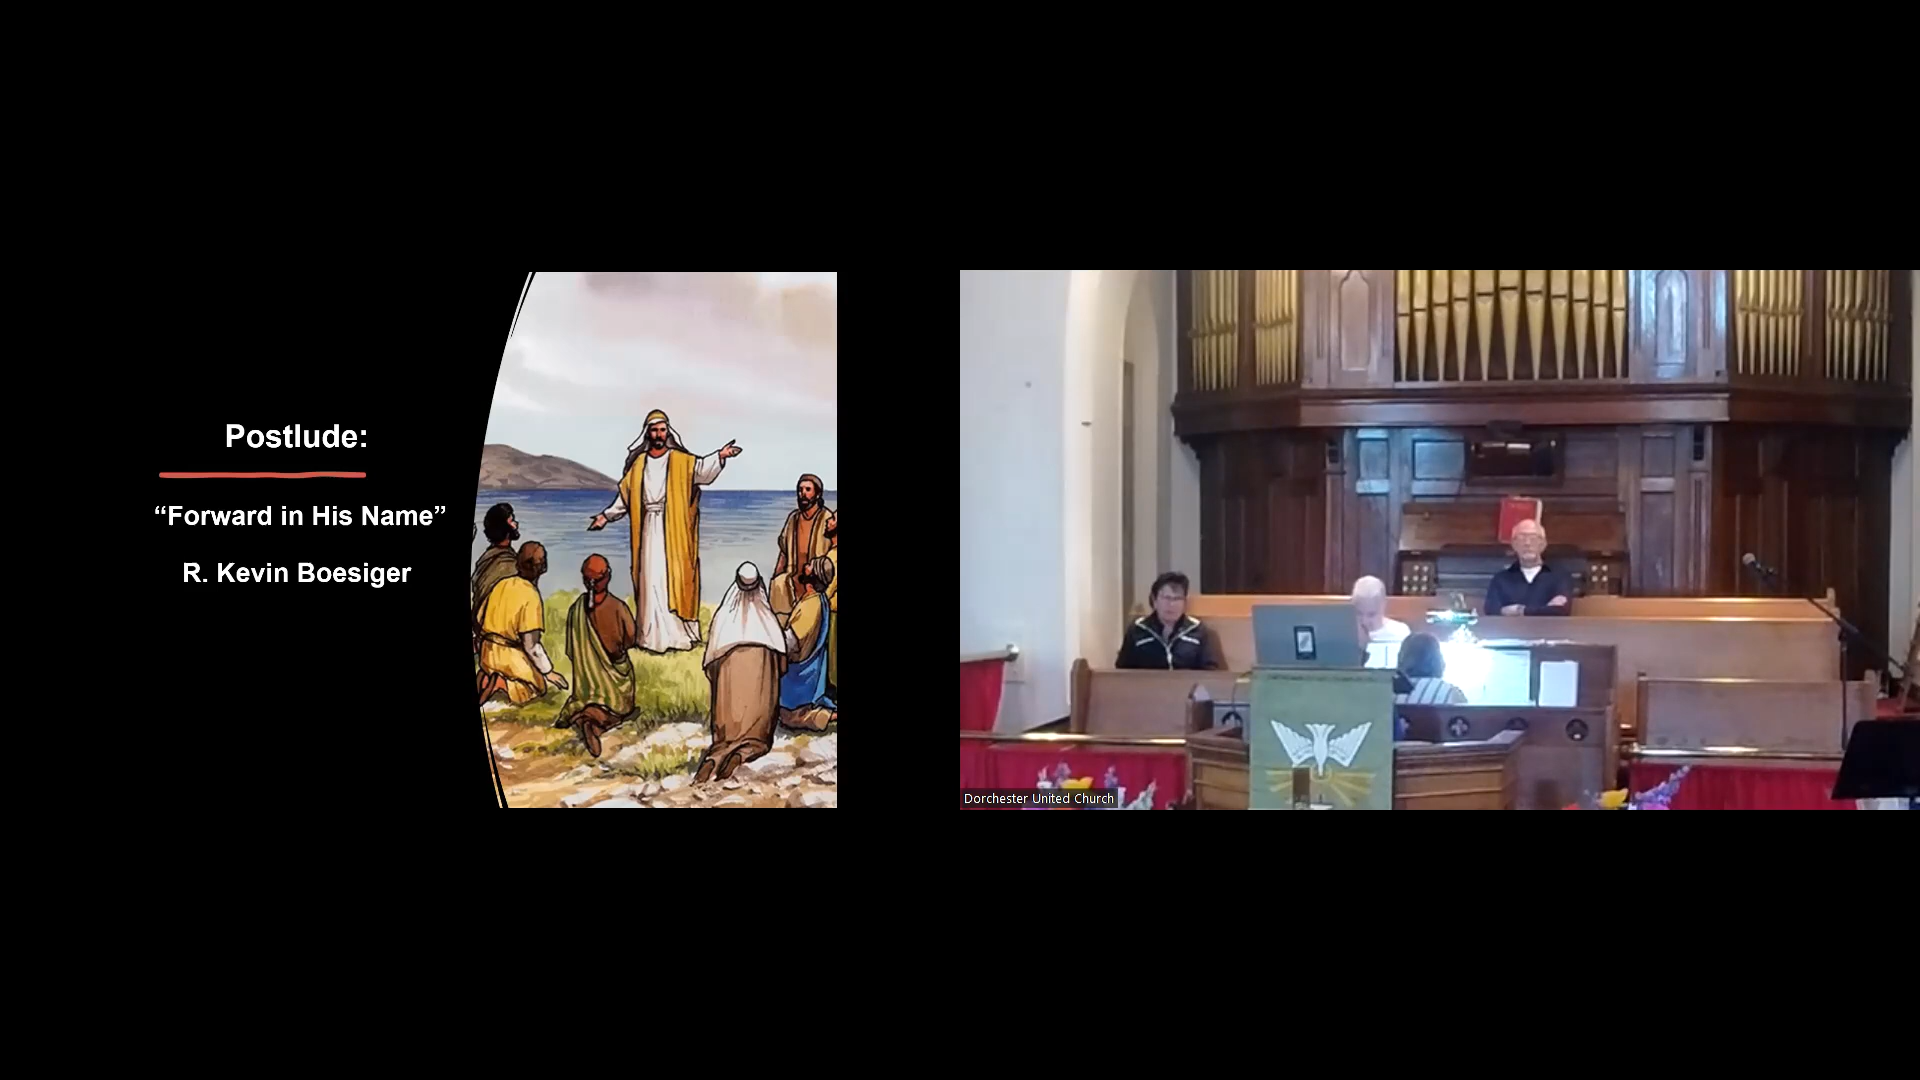 Postlude:
“Forward in His Name”
R. Kevin Boesiger
Dorchester United Church